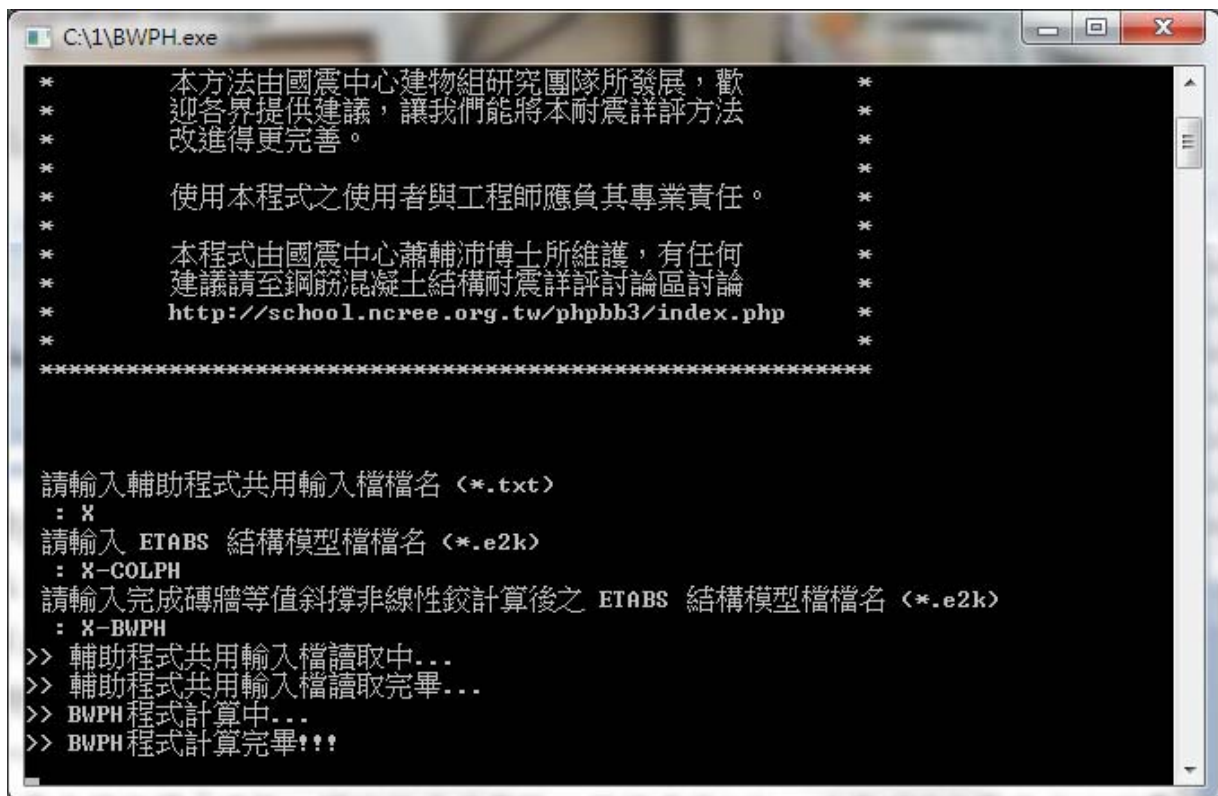 C:\1\BWPH.exe
* 本方法由國震中心建物組研究團隊所發展，歡 *
* 迎各界提供建議，讓我們能將本耐震詳評方法 *
* 改進得更完善。 *
* *
* 使用本程式之使用者與工程師應負其專業責任。 *
* *
* 本程式由國震中心蕭輔沛博士所維護，有任何 *
* 建議請至鋼筋混凝土結構耐震詳評討論區討論 *
* http://school.ncree.org.tw/phpbb3/index.php *
* *
**********************************************************
請輸入輔助程式共用輸入檔檔名 (*.txt)
: X
請輸入 ETABS 結構模型檔檔名 (*.e2k)
: X-COLPH
請輸入完成磚牆等值斜撐非線性鉸計算後之 ETABS 結構模型檔檔名 (*.e2k)
: X-BWPH
>> 輔助程式共用輸入檔讀取中...
>> 輔助程式共用輸入檔讀取完畢...
>> BWPH程式計算中...
>> BWPH程式計算完畢!!!